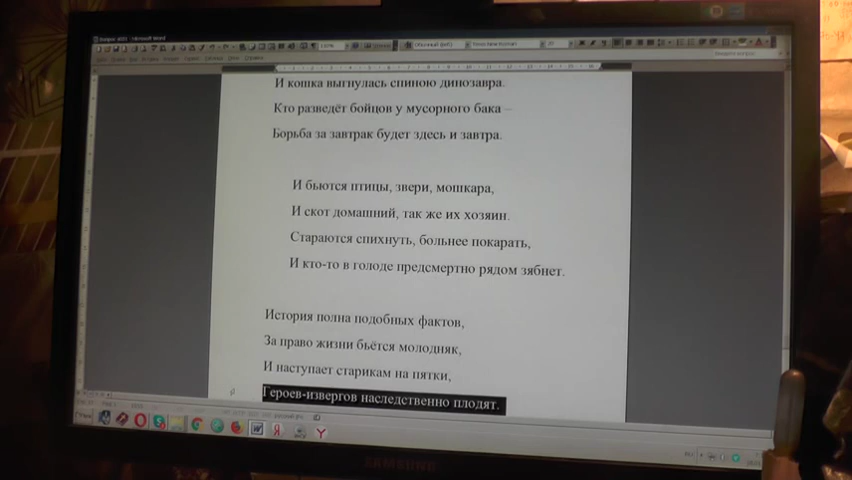 Microsoft Word
И кошка выгнулась спиною динозавра.
Кто разведёт бойцов у мусорного бака –
Борьба за завтрак будет здесь и завтра.
И бьются птицы, звери, мошкара,
И скот домашний, так же их хозяин.
Стараются спихнуть, больнее покарать,
И кто-то в голоде предсмертно рядом зябнет.
История полна подобных фактов,
За право жизни бьётся молодняк,
И наступает старикам на пятки,
Героев-извергов наследственно плодят.
SAMSUNG